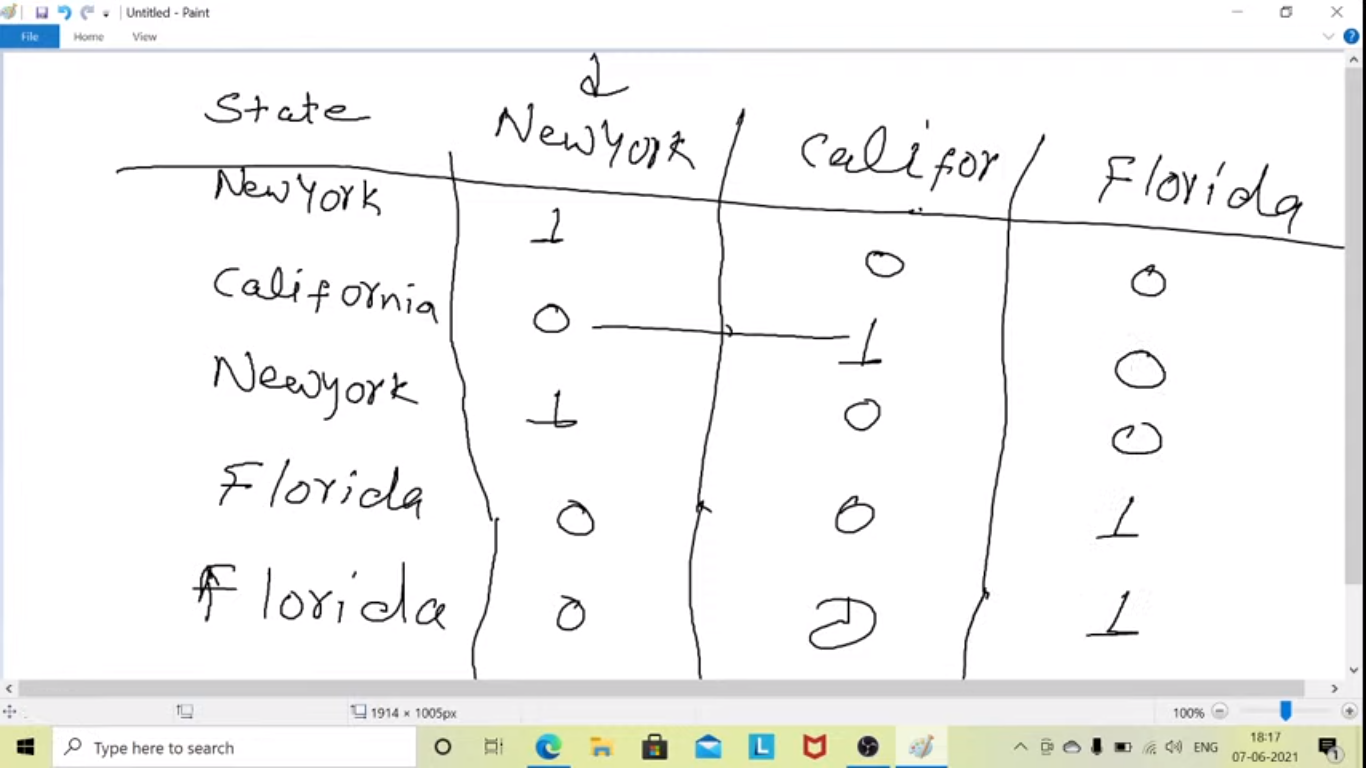 Untitled - Paint
File Home View
State NewYork Califor Florida
NewYork 1 0 0
California 0 1 0
Newyork 1 0 0
Florida 0 0 1
Florida 0 0 1
1914 × 1005px 100%
Type here to search L ENG 18:17 07-06-2021 1